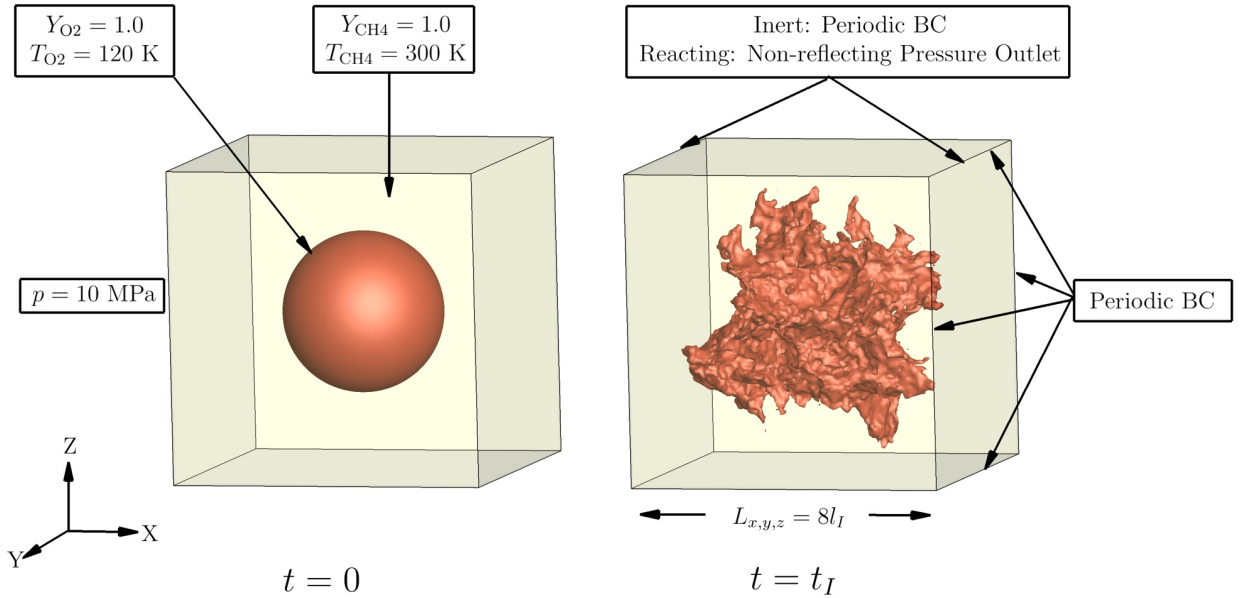 Y_O2 = 1.0
T_O2 = 120 K
Y_CH4 = 1.0
T_CH4 = 300 K
Inert: Periodic BC
Reacting: Non-reflecting Pressure Outlet
p = 10 MPa
Periodic BC
Z
X
Y
L_x,y,z = 8l_I
t = 0
t = t_I